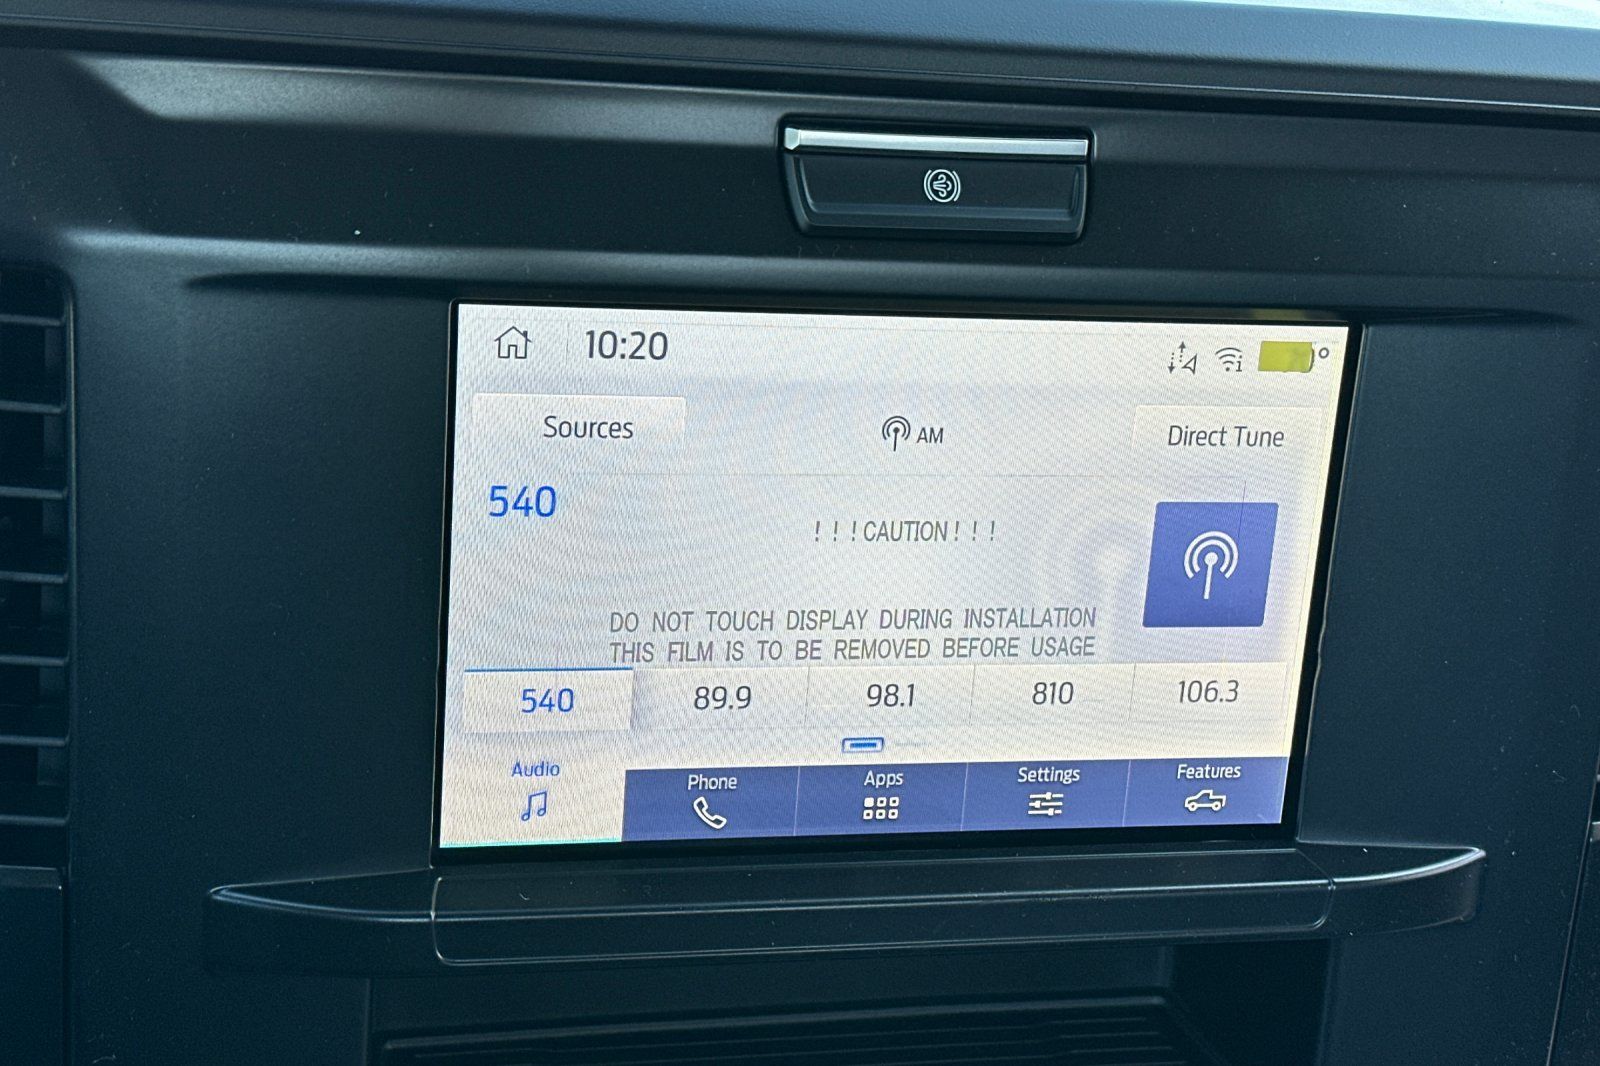 10:20
Sources
AM
Direct Tune
540
! ! ! CAUTION ! ! !
DO NOT TOUCH DISPLAY DURING INSTALLATION
THIS FILM IS TO BE REMOVED BEFORE USAGE
540 89.9 98.1 810 106.3
Audio Phone Apps Settings Features